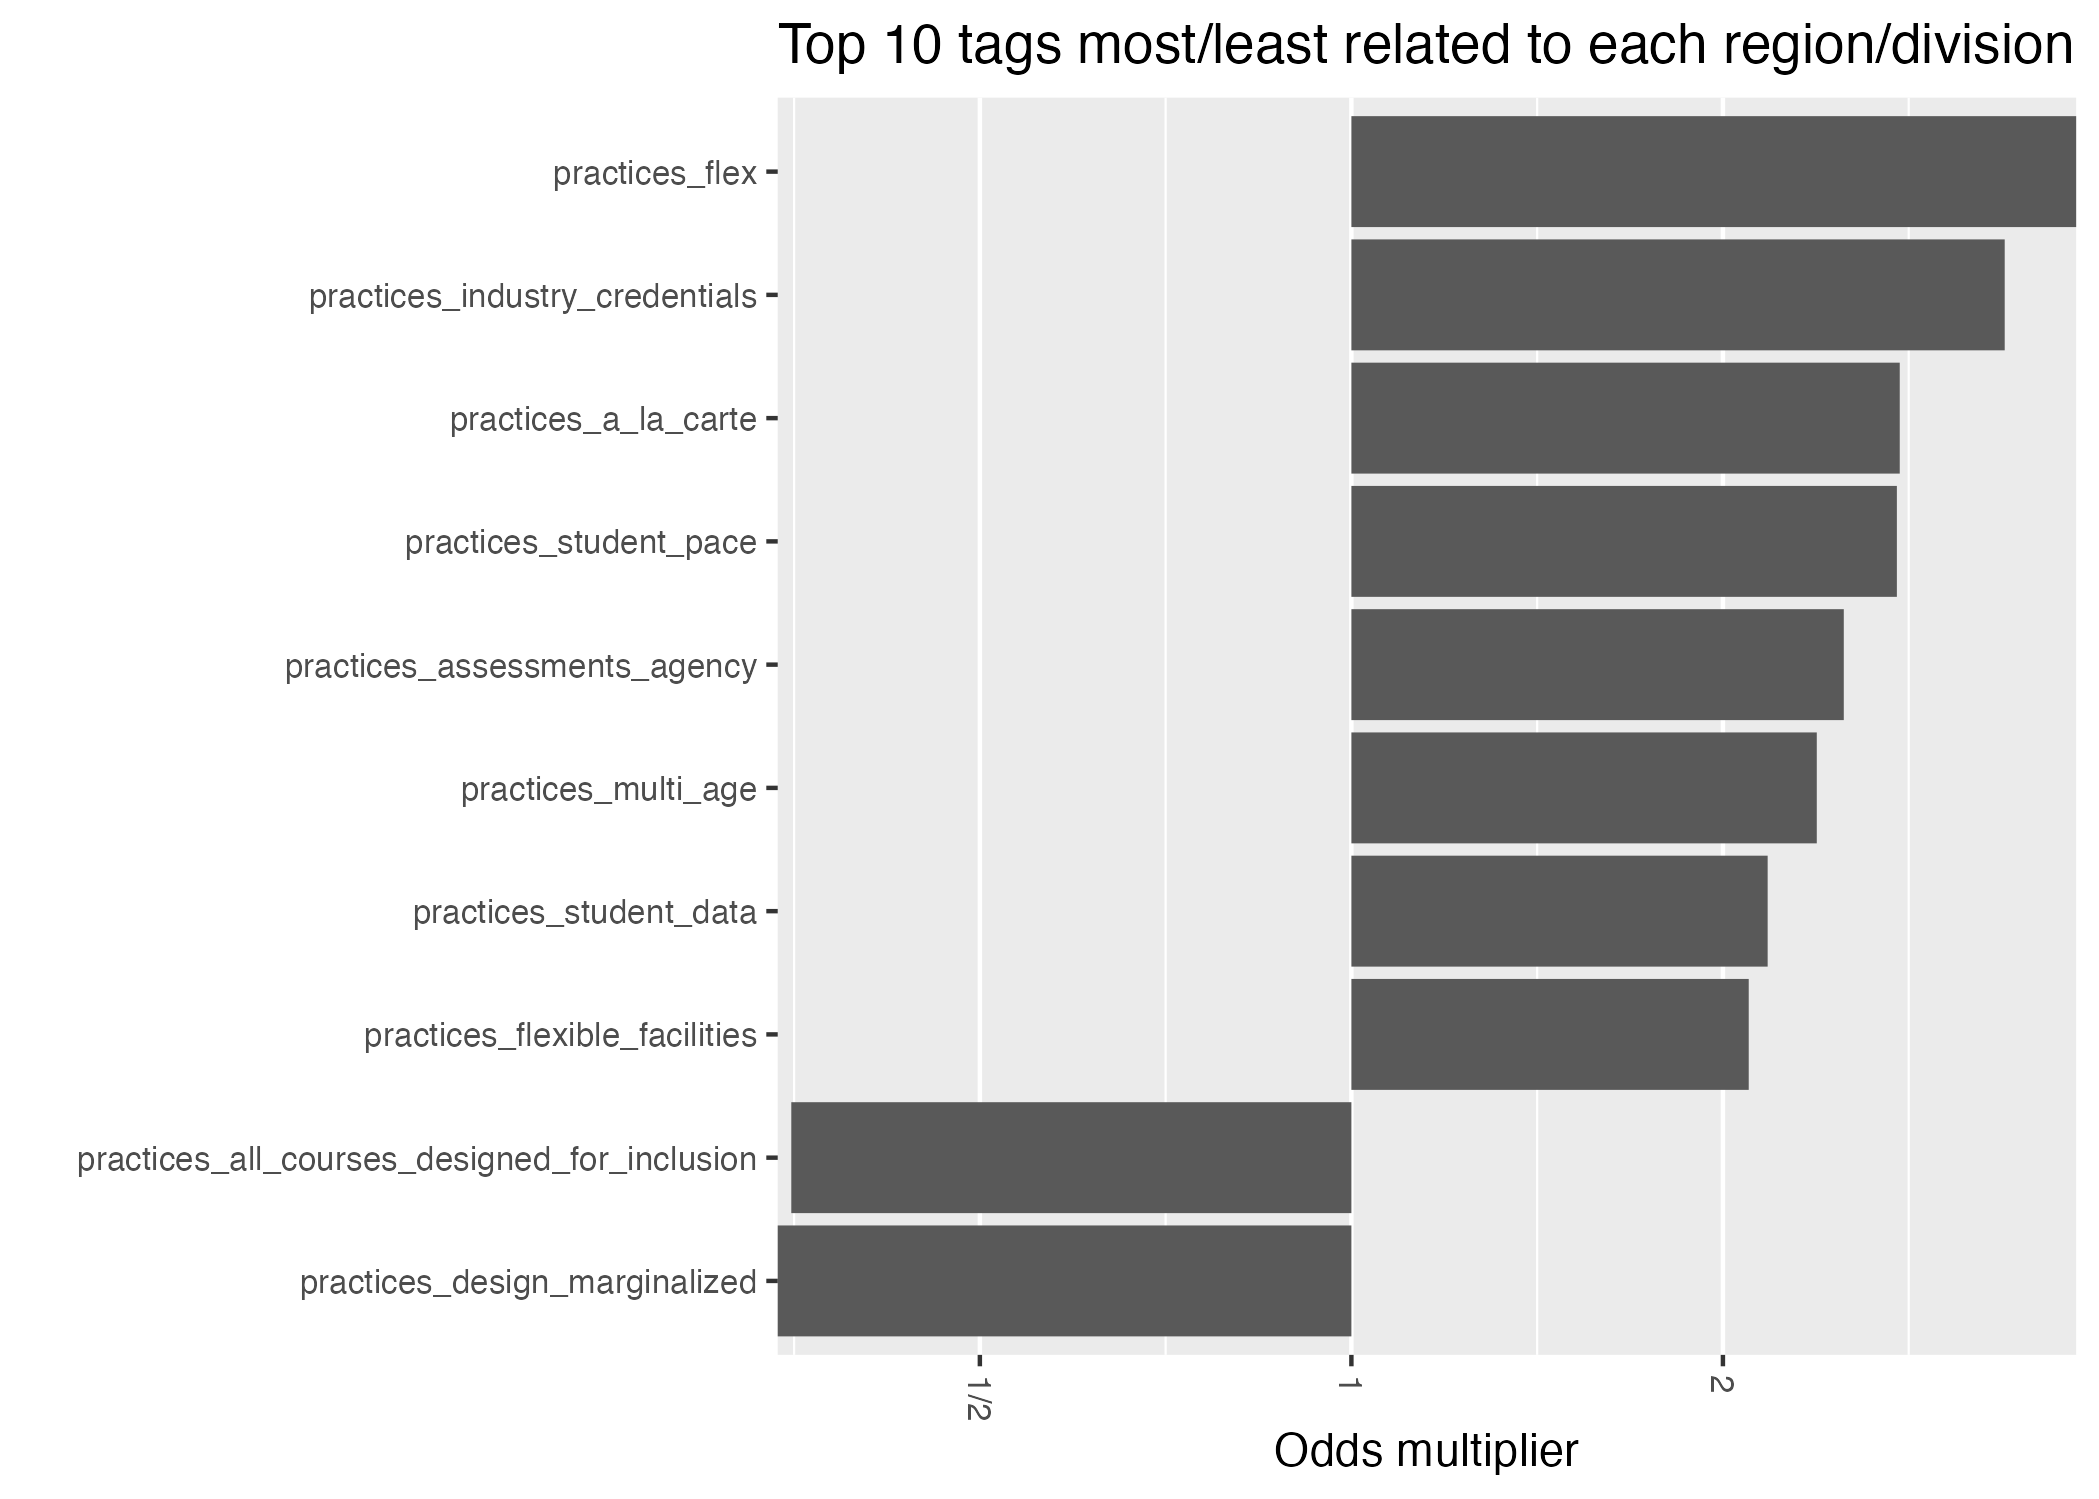 Top 10 tags most/least related to each region/division
practices_flex
practices_industry_credentials
practices_a_la_carte
practices_student_pace
practices_assessments_agency
practices_multi_age
practices_student_data
practices_flexible_facilities
practices_all_courses_designed_for_inclusion
practices_design_marginalized
1/2
1
2
Odds multiplier